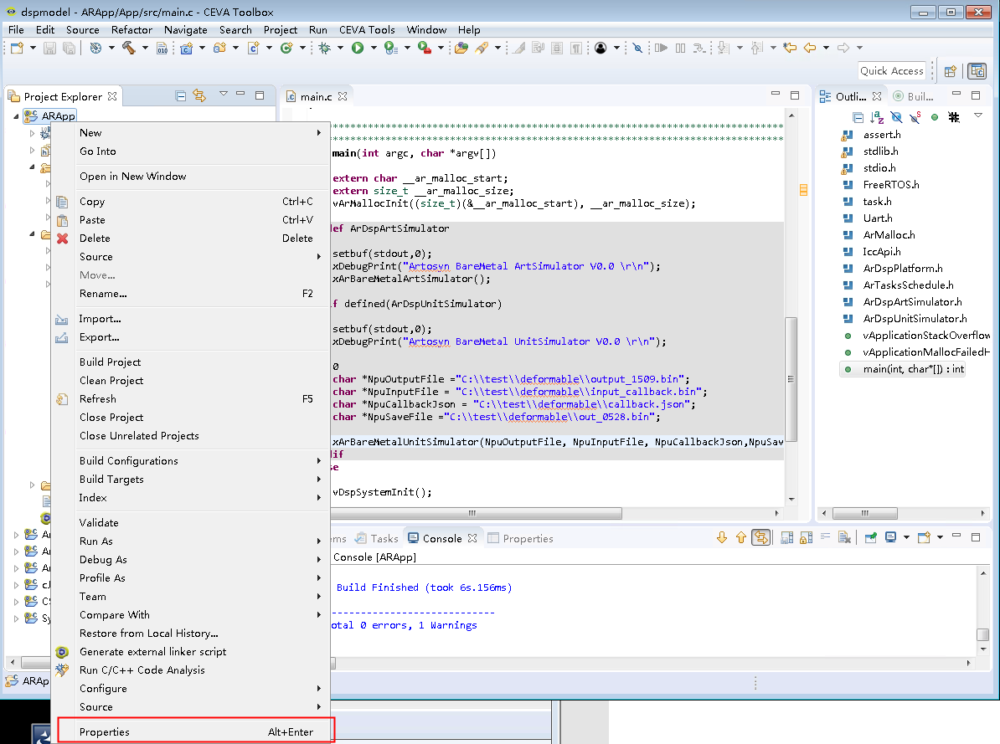 dspmodel - ARApp/App/src/main.c - CEVA Toolbox
File Edit Source Refactor Navigate Search Project Run CEVA Tools Window Help
Quick Access
Project Explorer
main.c
Outli...
Buil...
ARApp
New
Go Into
Open in New Window
Copy Ctrl+C
Paste Ctrl+V
Delete Delete
Source
Move...
Rename... F2
Import...
Export...
Build Project
Clean Project
Refresh F5
Close Project
Close Unrelated Projects
Build Configurations
Build Targets
Index
Validate
Run As
Debug As
Profile As
Team
Compare With
Restore from Local History...
Generate external linker script
Run C/C++ Code Analysis
Configure
Source
Properties Alt+Enter
main(int argc, char *argv[])
extern char __ar_malloc_start;
extern size_t __ar_malloc_size;
vArMallocInit((size_t)(&__ar_malloc_start), __ar_malloc_size);
ef ArDspArtSimulator
setbuf(stdout,0);
xDebugPrint("Artosyn BareMetal ArtSimulator V0.0 \r\n");
xArBareMetalArtSimulator();
f defined(ArDspUnitSimulator)
setbuf(stdout,0);
xDebugPrint("Artosyn BareMetal UnitSimulator V0.0 \r\n");
0
char *NpuOutputFile ="C:\\test\\deformable\\output_1509.bin";
char *NpuInputFile = "C:\\test\\deformable\\input_callback.bin";
char *NpuCallbackJson = "C:\\test\\deformable\\callback.json";
char *NpuSaveFile ="C:\\test\\deformable\\out_0528.bin";
xArBareMetalUnitSimulator(NpuOutputFile, NpuInputFile, NpuCallbackJson,NpuSav
if
e
vDspSystemInit();
assert.h
stdlib.h
stdio.h
FreeRTOS.h
task.h
Uart.h
ArMalloc.h
IccApi.h
ArDspPlatform.h
ArTasksSchedule.h
ArDspArtSimulator.h
ArDspUnitSimulator.h
vApplicationStackOverflow
vApplicationMallocFailedH
main(int, char*[]) : int
ems
Tasks
Console
Properties
Console [ARApp]
Build Finished (took 6s.156ms)
---------------------------
otal 0 errors, 1 Warnings
ARAp